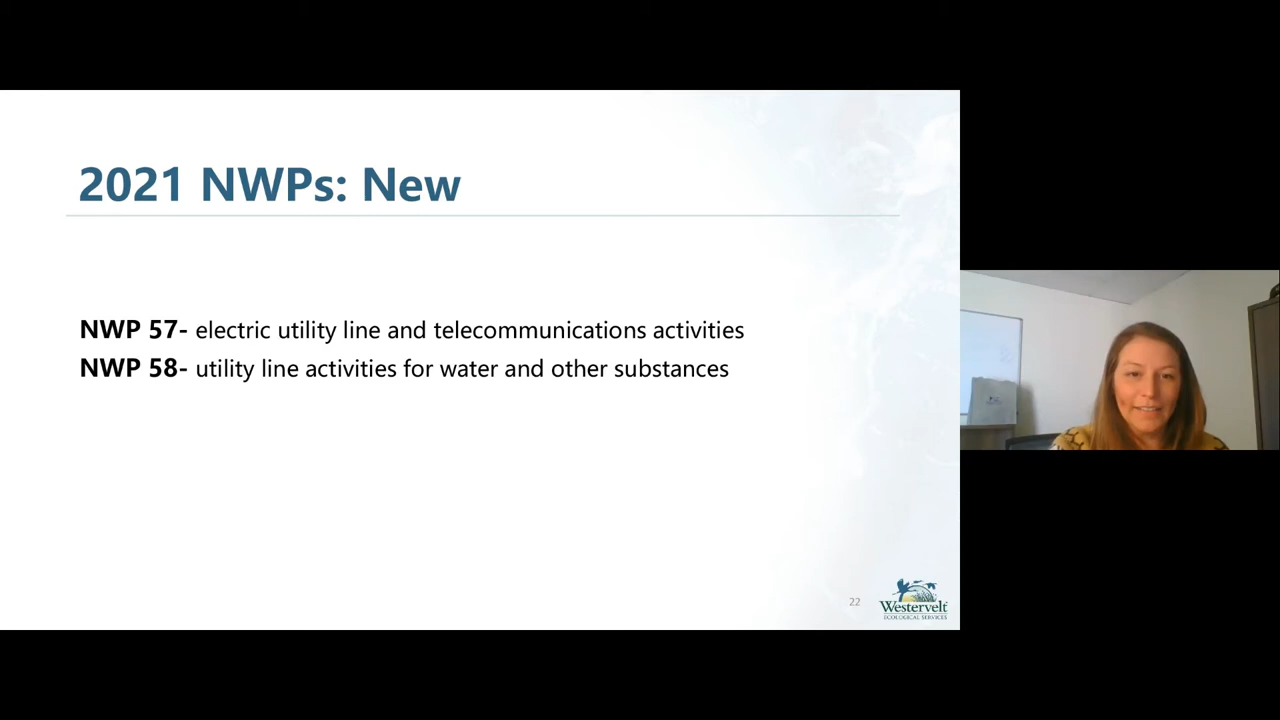 2021 NWPs: New
NWP 57- electric utility line and telecommunications activities
NWP 58- utility line activities for water and other substances
22
Westervelt
ECOLOGICAL SERVICES